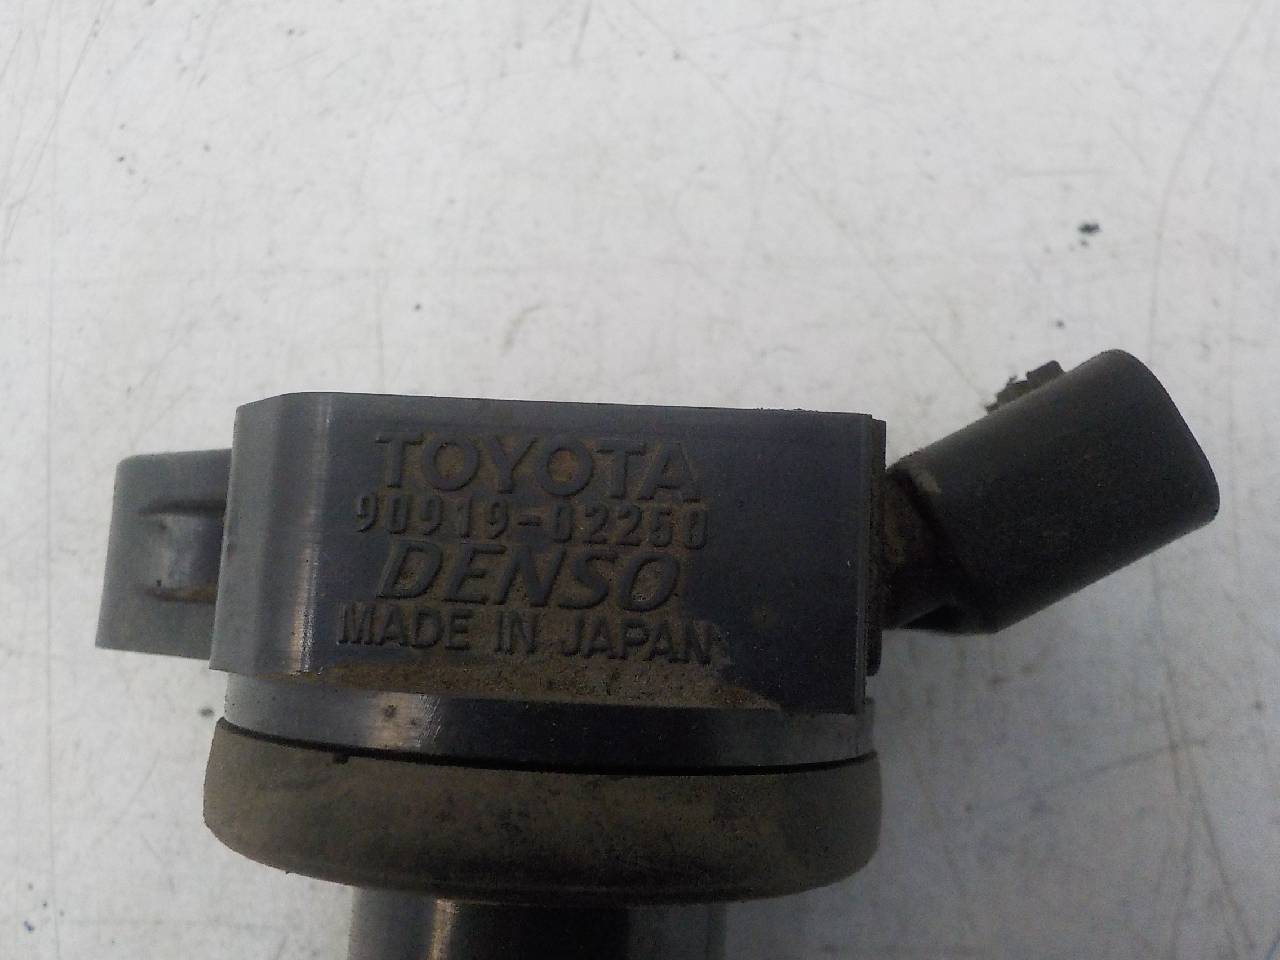 TOYOTA
90919-02250
DENSO
MADE IN JAPAN